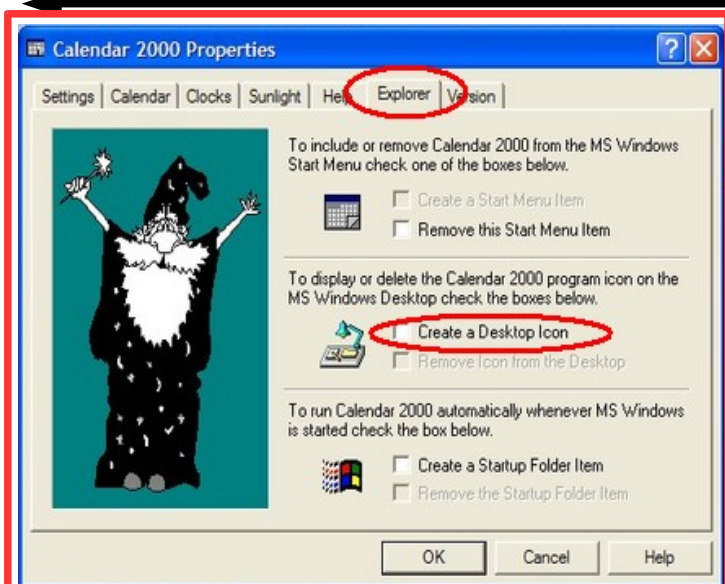 Calendar 2000 Properties
Settings Calendar Clocks Sunlight Help Explorer Version
To include or remove Calendar 2000 from the MS Windows
Start Menu check one of the boxes below.
Create a Start Menu Item
Remove this Start Menu Item
To display or delete the Calendar 2000 program icon on the
MS Windows Desktop check the boxes below.
Create a Desktop Icon
Remove Icon from the Desktop
To run Calendar 2000 automatically whenever MS Windows
is started check the box below.
Create a Startup Folder Item
Remove the Startup Folder Item
OK Cancel Help